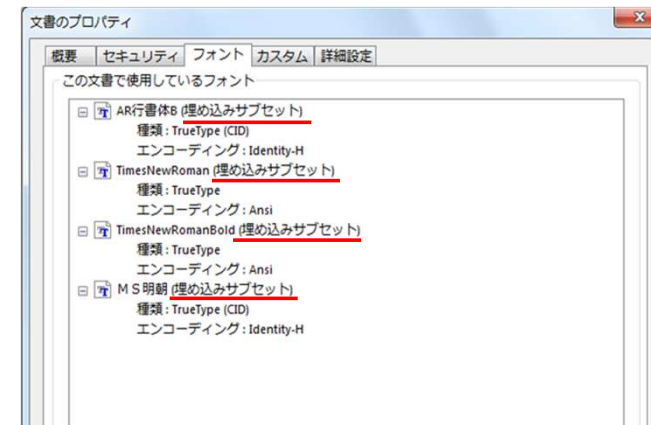 文書のプロパティ
概要 セキュリティ フォント カスタム 詳細設定
この文書で使用しているフォント
AR行書体B (埋め込みサブセット)
種類 : TrueType (CID)
エンコーディング : Identity-H
TimesNewRoman (埋め込みサブセット)
種類 : TrueType
エンコーディング : Ansi
TimesNewRomanBold (埋め込みサブセット)
種類 : TrueType
エンコーディング : Ansi
ＭＳ明朝 (埋め込みサブセット)
種類 : TrueType (CID)
エンコーディング : Identity-H